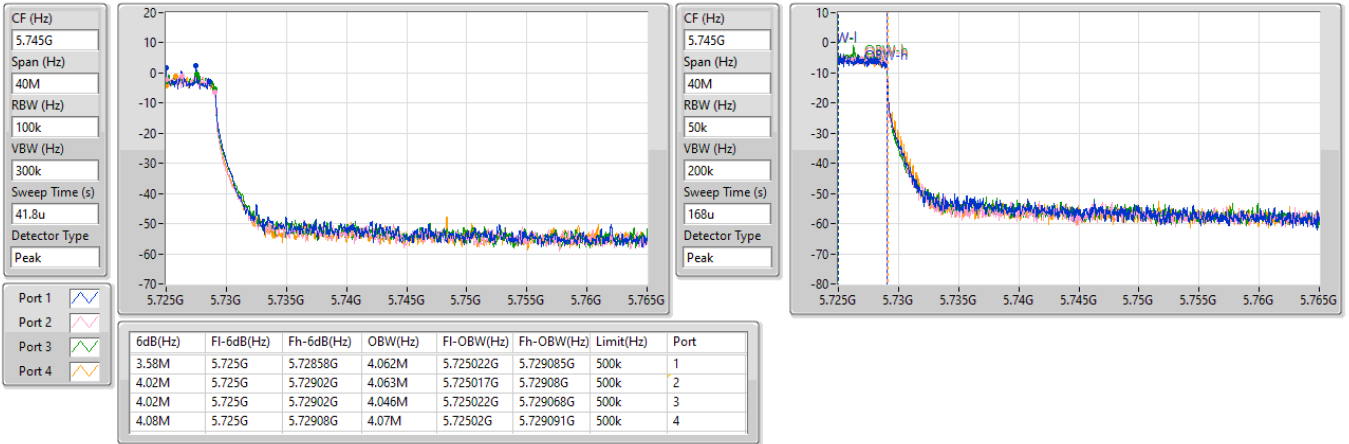 CF (Hz)
5.745G
Span (Hz)
40M
RBW (Hz)
100k
VBW (Hz)
300k
Sweep Time (s)
41.8u
Detector Type
Peak
Port 1
Port 2
Port 3
Port 4
20
10
0
-10
-20
-30
-40
-50
-60
-70
5.725G 5.73G 5.735G 5.74G 5.745G 5.75G 5.755G 5.76G 5.765G
CF (Hz)
5.745G
Span (Hz)
40M
RBW (Hz)
50k
VBW (Hz)
200k
Sweep Time (s)
168u
Detector Type
Peak
10
0
-10
-20
-30
-40
-50
-60
-70
-80
W-l
OBW-h
5.725G 5.73G 5.735G 5.74G 5.745G 5.75G 5.755G 5.76G 5.765G
6dB(Hz) Fl-6dB(Hz) Fh-6dB(Hz) OBW(Hz) Fl-OBW(Hz) Fh-OBW(Hz) Limit(Hz) Port
3.58M 5.725G 5.72858G 4.062M 5.725022G 5.729085G 500k 1
4.02M 5.725G 5.72902G 4.063M 5.725017G 5.72908G 500k 2
4.02M 5.725G 5.72902G 4.046M 5.725022G 5.729068G 500k 3
4.08M 5.725G 5.72908G 4.07M 5.72502G 5.729091G 500k 4